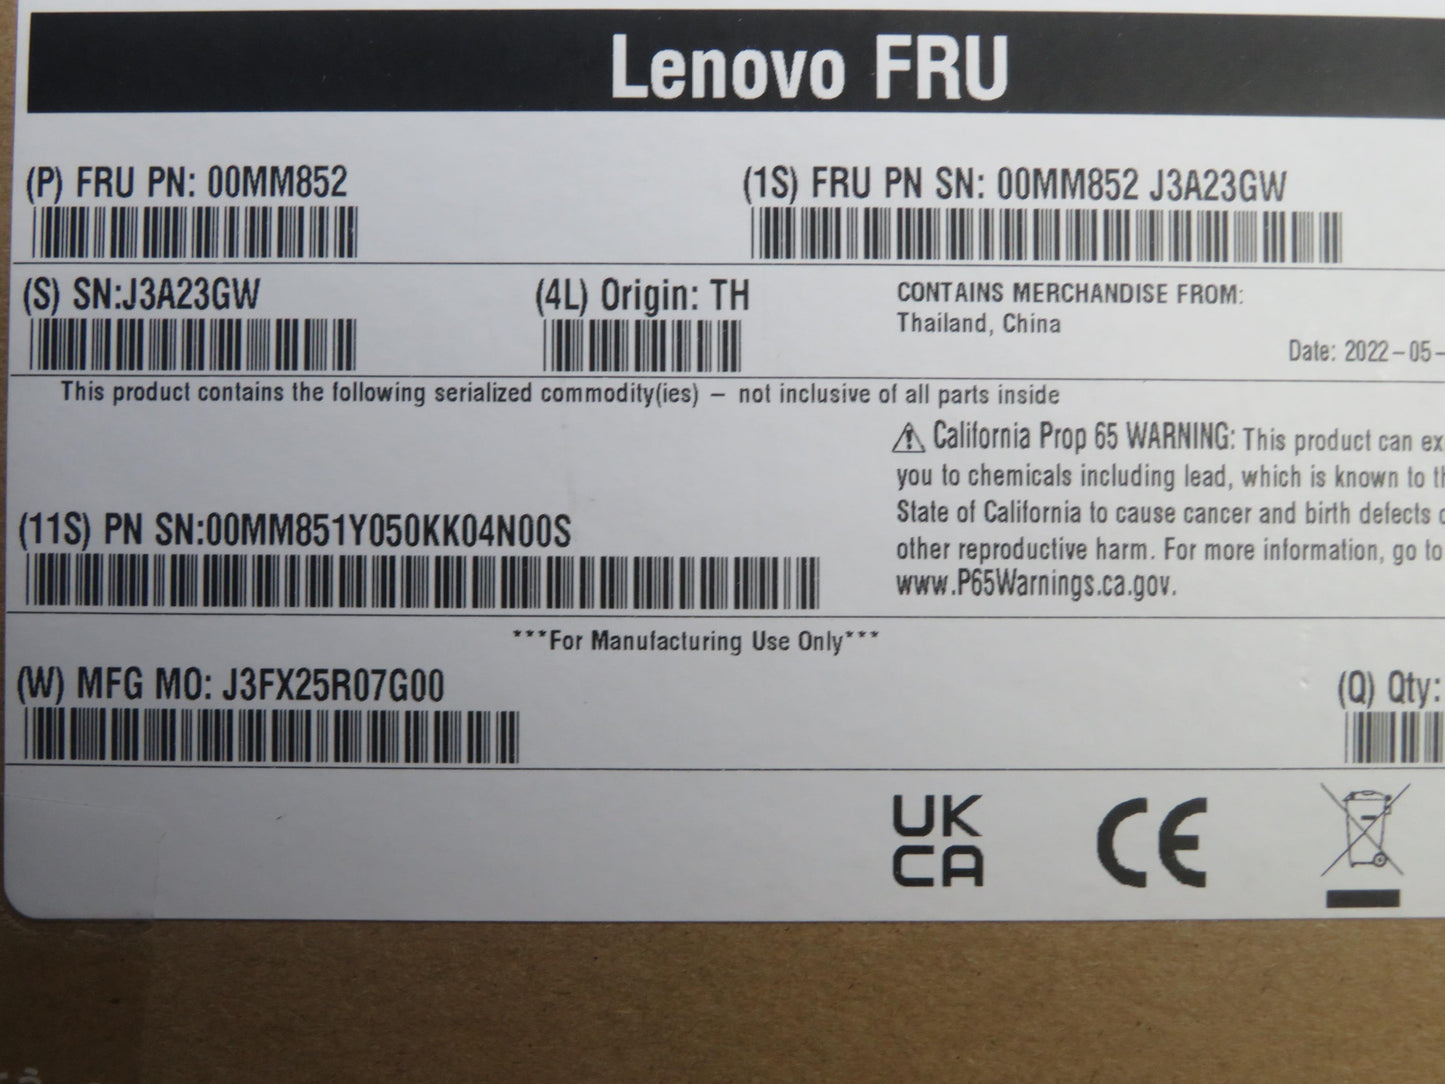 Lenovo FRU
(P) FRU PN: 00MM852
(1S) FRU PN SN: 00MM852 J3A23GW
(S) SN:J3A23GW
(4L) Origin: TH
CONTAINS MERCHANDISE FROM:
Thailand, China
Date: 2022-05-
This product contains the following serialized commodity(ies) – not inclusive of all parts inside
⚠ California Prop 65 WARNING: This product can ex
you to chemicals including lead, which is known to
State of California to cause cancer and birth defects
other reproductive harm. For more information, go to
www.P65Warnings.ca.gov.
(11S) PN SN:00MM851Y050KK04N00S
***For Manufacturing Use Only***
(W) MFG MO: J3FX25R07G00
(Q) Qty:
UK
CA
CE